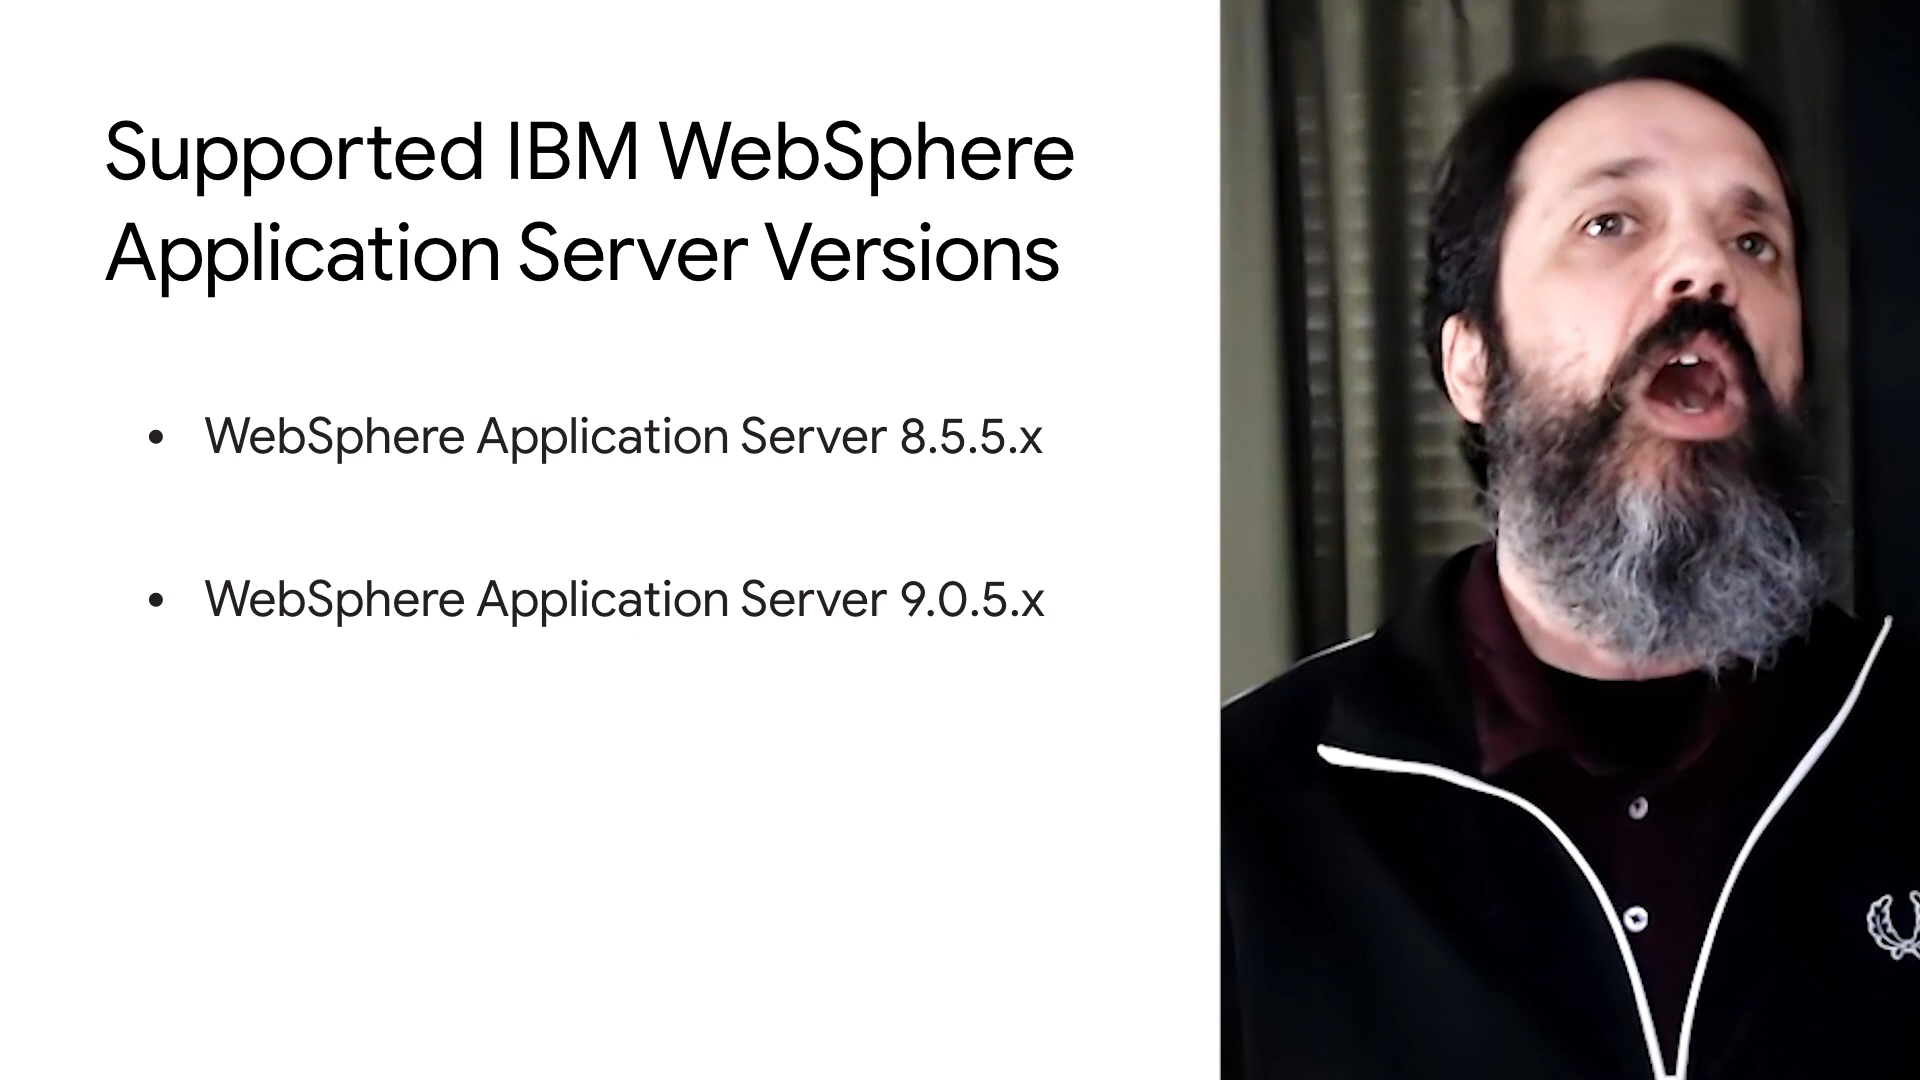 Supported IBM WebSphere
Application Server Versions
• WebSphere Application Server 8.5.5.x
• WebSphere Application Server 9.0.5.x